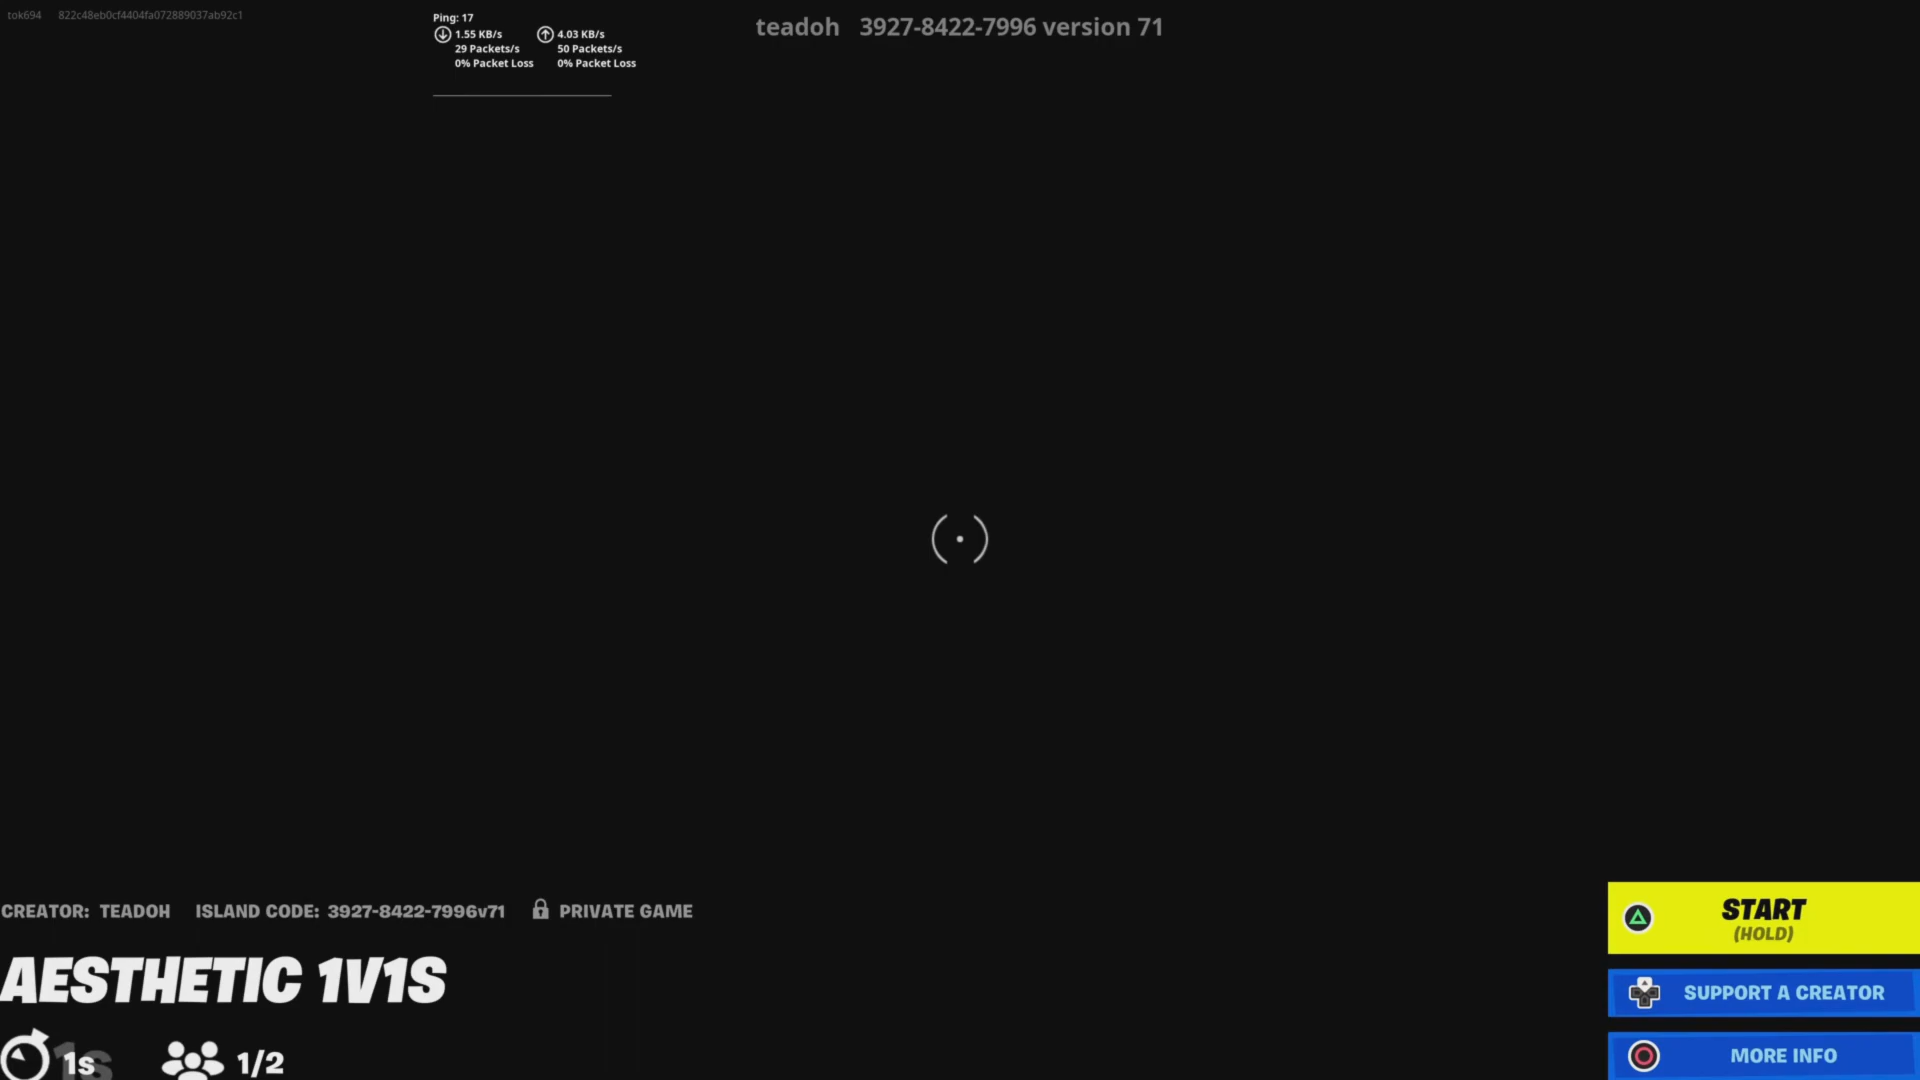 tok694 822c48eb0cf4404fa072889037ab92c1
Ping: 17
1.55 KB/s 4.03 KB/s
29 Packets/s 50 Packets/s
0% Packet Loss 0% Packet Loss
teadoh 3927-8422-7996 version 71
CREATOR: TEADOH ISLAND CODE: 3927-8422-7996v71 PRIVATE GAME
AESTHETIC 1V1S
1s 1s 1/2
START
(HOLD)
SUPPORT A CREATOR
MORE INFO